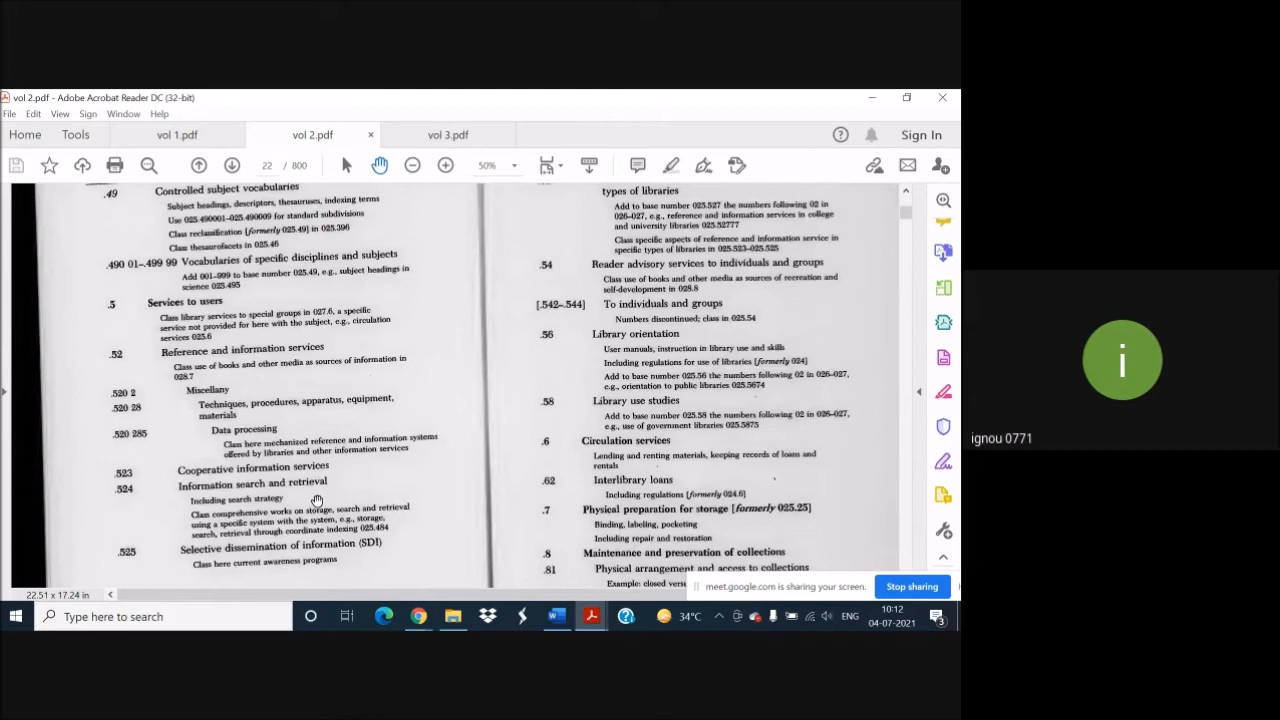 vol 2.pdf - Adobe Acrobat Reader DC (32-bit)
File Edit View Sign Window Help
Home Tools vol 1.pdf vol 2.pdf × vol 3.pdf Sign In
22 / 800 50%
.49 Controlled subject vocabularies
Subject headings, descriptors, thesauruses, indexing terms
Use 025.490001–025.490009 for standard subdivisions
Class reclassification [formerly 025.49] in 025.396
Class thesaurofacets in 025.46
.490 01–.499 99 Vocabularies of specific disciplines and subjects
Add 001–999 to base number 025.49, e.g., subject headings in
science 025.495
.5 Services to users
Class library services to special groups in 027.6, a specific
service not provided for here with the subject, e.g., circulation
services 025.6
.52 Reference and information services
Class use of books and other media as sources of information in
028.7
.520 2 Miscellany
.520 28 Techniques, procedures, apparatus, equipment,
materials
.520 285 Data processing
Class here mechanized reference and information systems
offered by libraries and other information services
.523 Cooperative information services
.524 Information search and retrieval
Including search strategy
Class comprehensive works on storage, search and retrieval
using a specific system with the system, e.g., storage,
search, retrieval through coordinate indexing 025.484
.525 Selective dissemination of information (SDI)
Class here current awareness programs
types of libraries
Add to base number 025.527 the numbers following 02 in
026–027, e.g., reference and information services in college
and university libraries 025.52777
Class specific aspects of reference and information service in
specific types of libraries in 025.523–025.525
.54 Reader advisory services to individuals and groups
Class use of books and other media as sources of recreation and
self-development in 028.8
[.542–.544] To individuals and groups
Numbers discontinued; class in 025.54
.56 Library orientation
User manuals, instruction in library use and skills
Including regulations for use of libraries [formerly 024]
Add to base number 025.56 the numbers following 02 in 026–027,
e.g., orientation to public libraries 025.5674
.58 Library use studies
Add to base number 025.58 the numbers following 02 in 026–027,
e.g., use of government libraries 025.5875
.6 Circulation services
Lending and renting materials, keeping records of loans and
rentals
.62 Interlibrary loans
Including regulations [formerly 024.6]
.7 Physical preparation for storage [formerly 025.25]
Binding, labeling, pocketing
Including repair and restoration
.8 Maintenance and preservation of collections
.81 Physical arrangement and access to collections
Example: closed
22.51 x 17.24 in
meet.google.com is sharing your screen. Stop sharing
Type here to search
34°C ENG 10:12
04-07-2021
3
i
ignou 0771